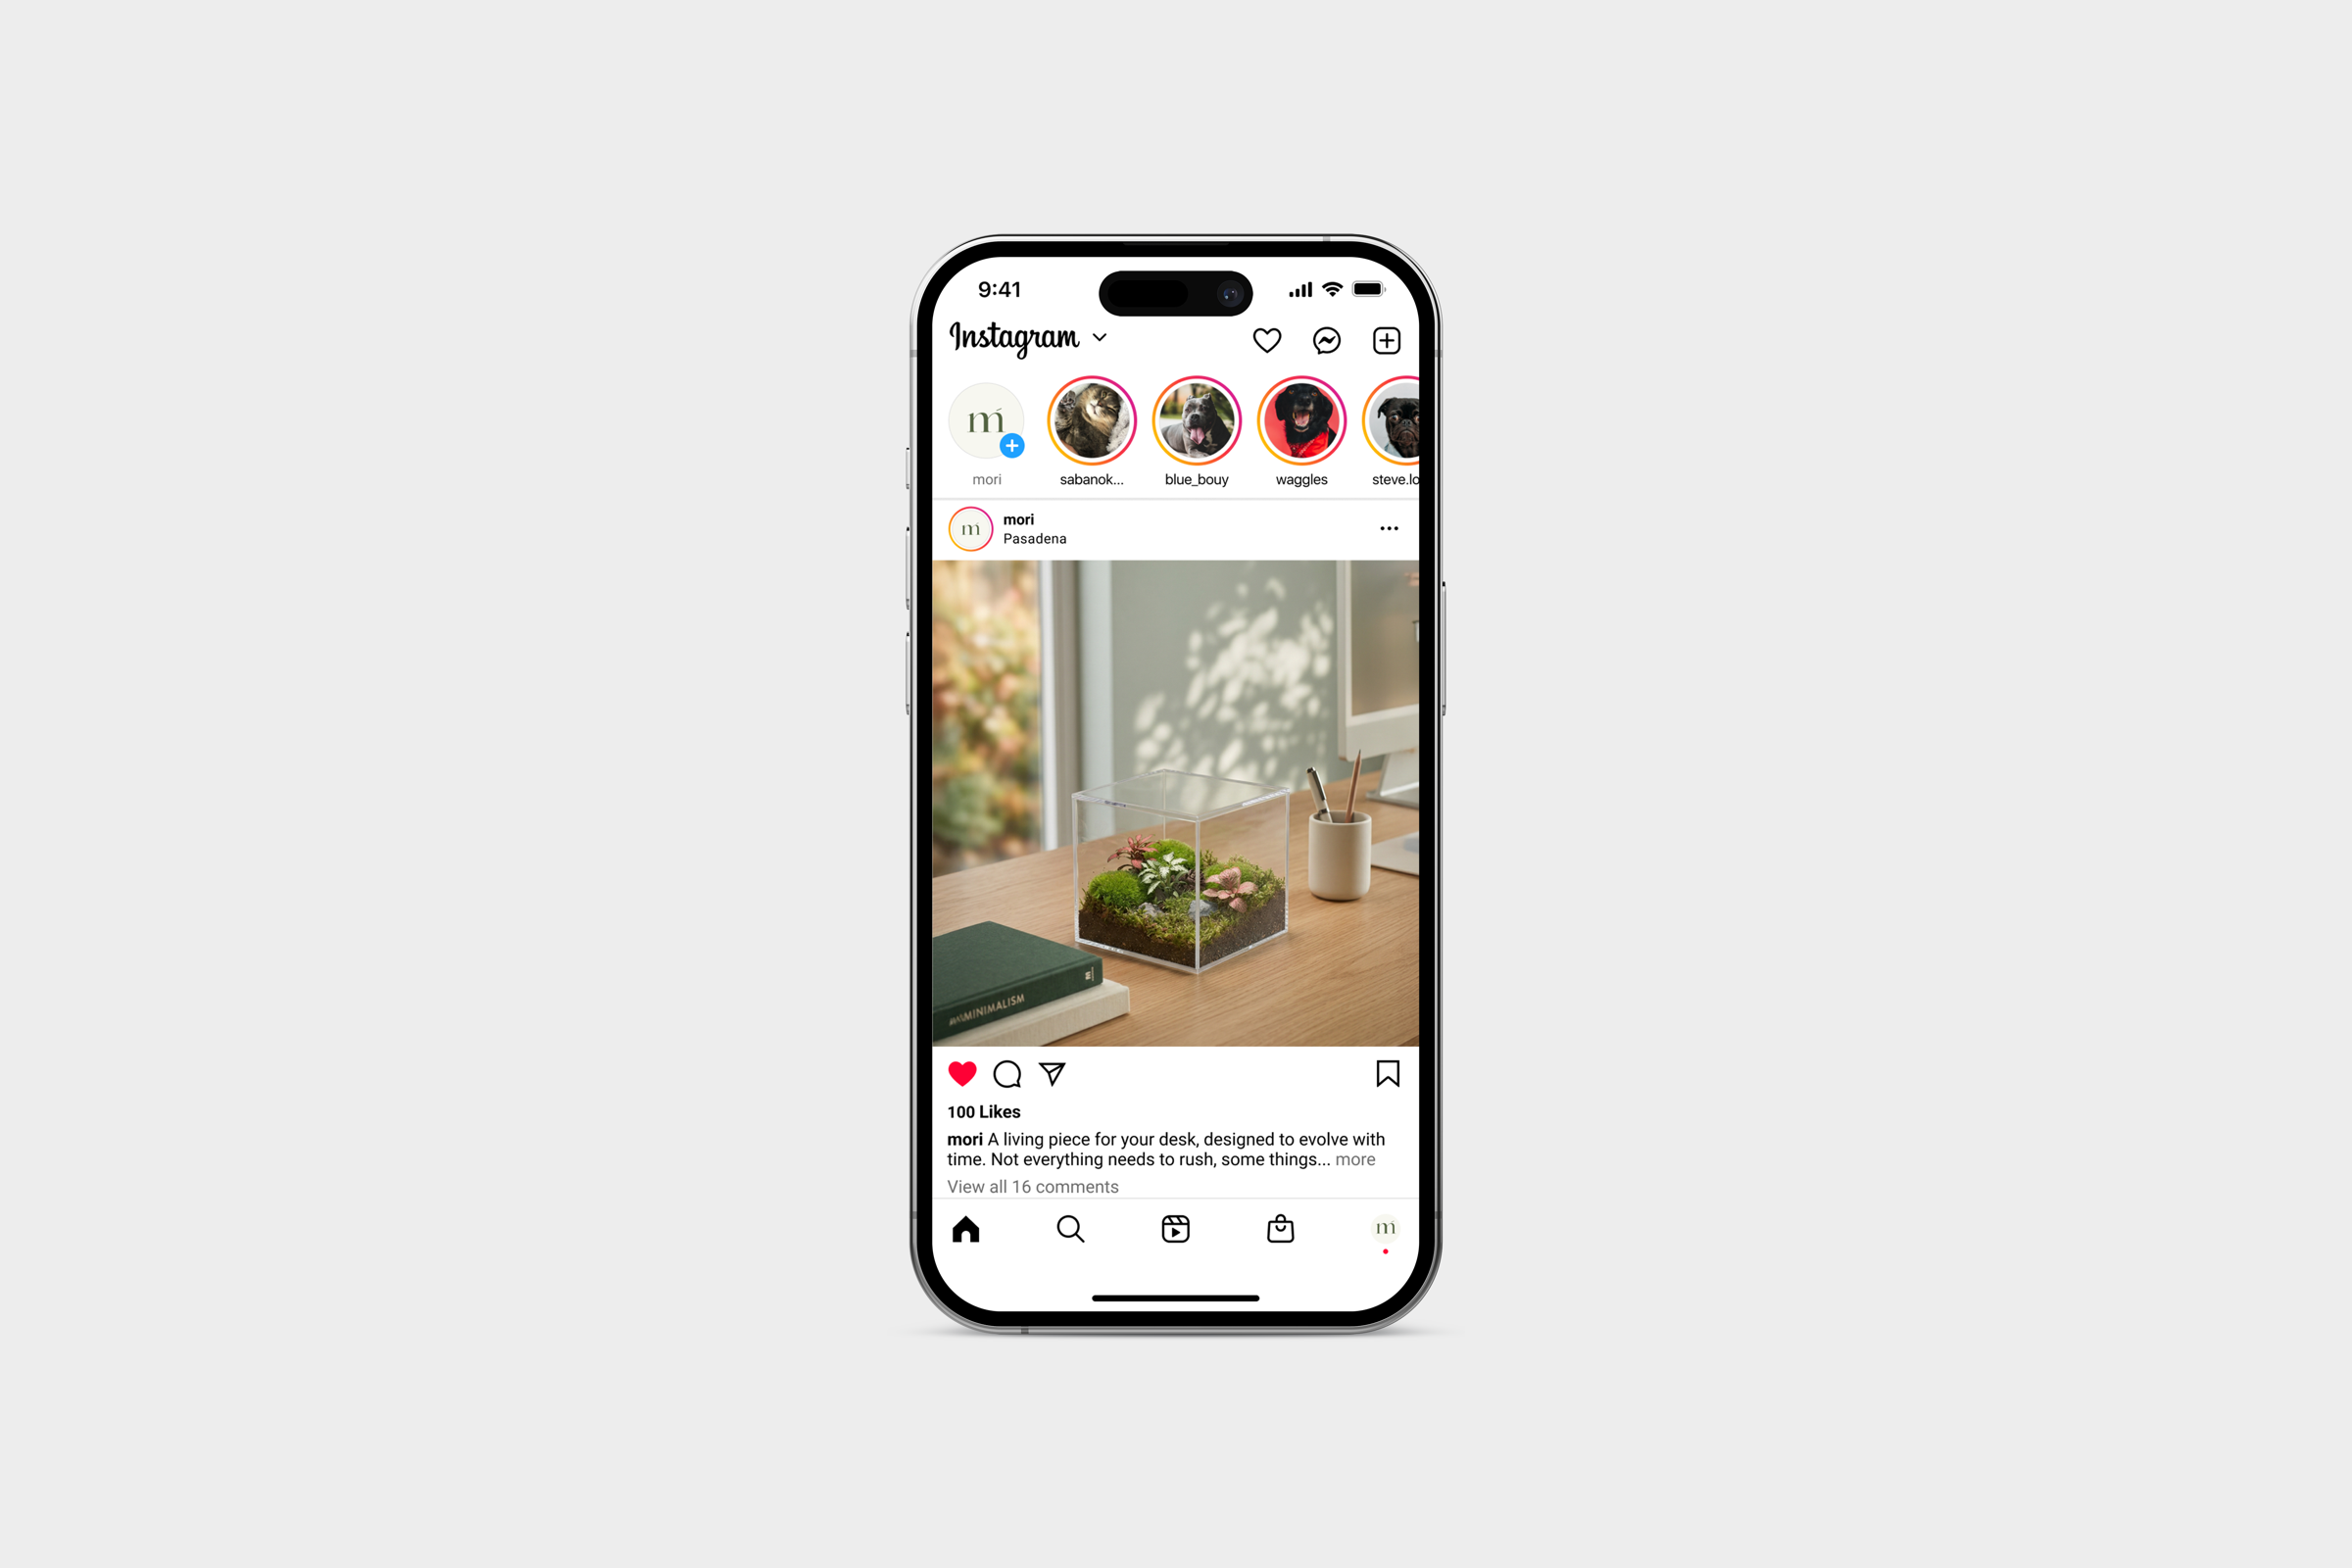 9:41
Instagram
ḿ
mori
sabanok...
blue_bouy
waggles
steve.lo
ḿ
mori
Pasadena
MINIMALISM
100 Likes
mori A living piece for your desk, designed to evolve with
time. Not everything needs to rush, some things... more
View all 16 comments
ḿ